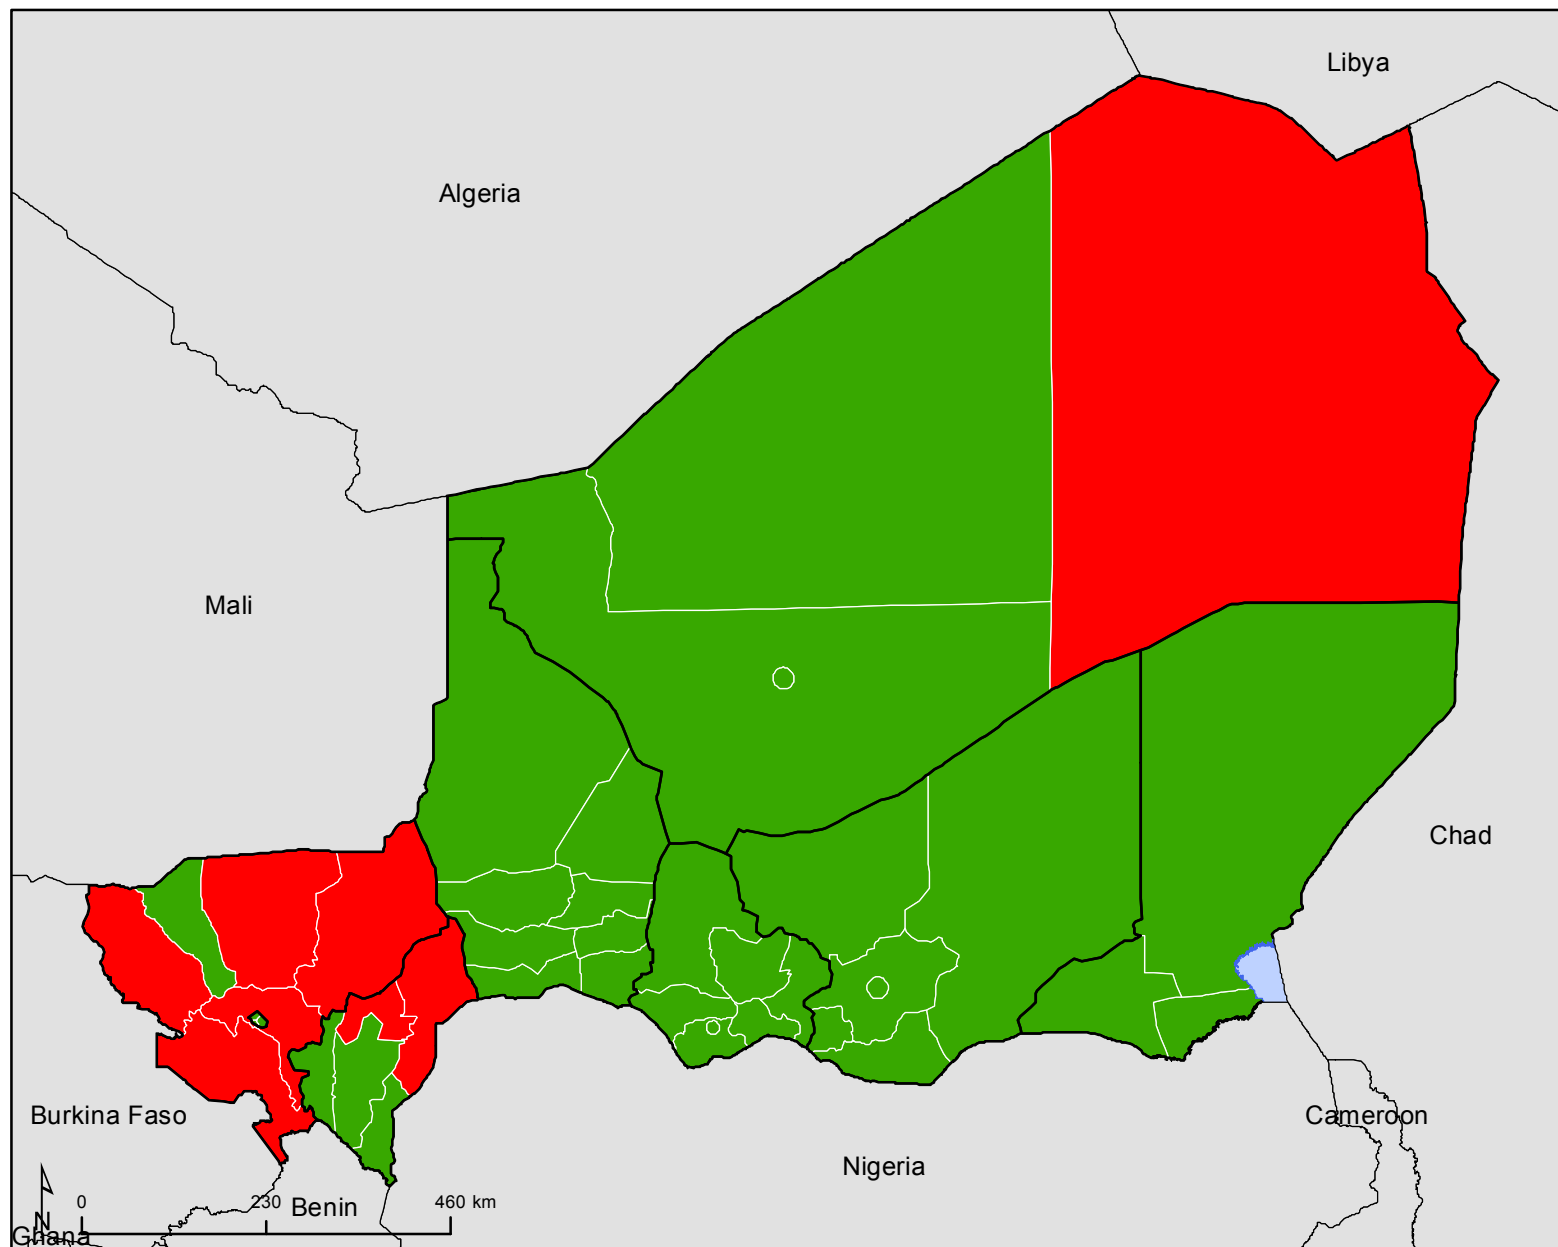 Libya
Algeria
Mali
Chad
Burkina Faso
Cameroon
Nigeria
0 230 460 km
Benin
N
Ghana